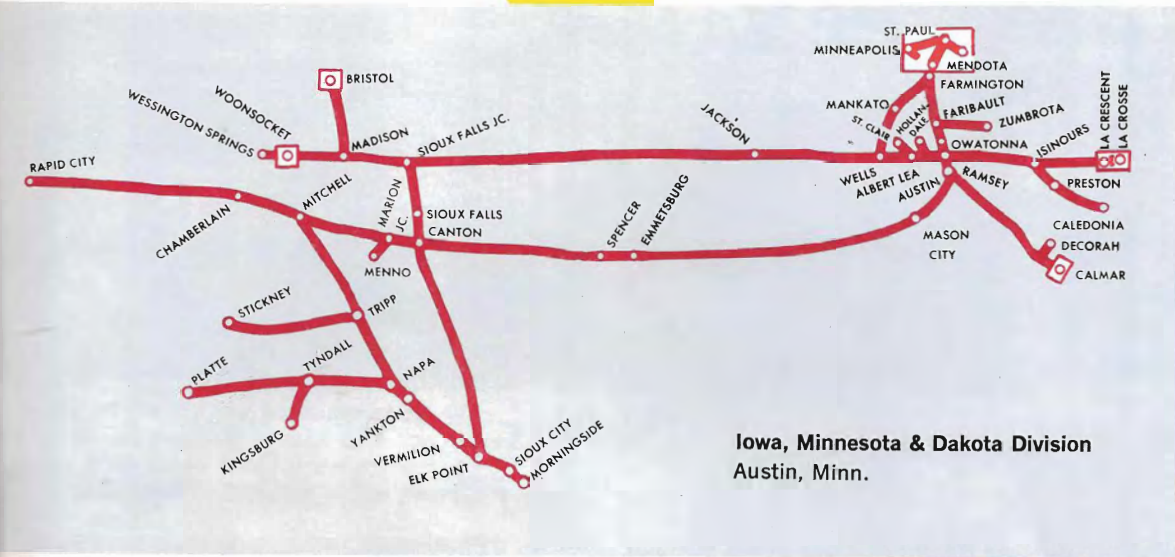 ST. PAUL
MINNEAPOLIS
MENDOTA
FARMINGTON
BRISTOL
MANKATO
HOLLAN-
DALE
ST. CLAIR
FARIBAULT
ZUMBROTA
LA CRESCENT
LA CROSSE
WESSINGTON SPRINGS
WOONSOCKET
MADISON
SIOUX FALLS JC.
JACKSON
OWATONNA
ISINOURS
RAPID CITY
WELLS
ALBERT LEA
AUSTIN
RAMSEY
PRESTON
CALEDONIA
CHAMBERLAIN
MITCHELL
MARION
JC.
SIOUX FALLS
CANTON
SPENCER
EMMETSBURG
MASON
CITY
DECORAH
CALMAR
MENNO
STICKNEY
TRIPP
PLATTE
TYNDALL
NAPA
KINGSBURG
YANKTON
VERMILION
ELK POINT
SIOUX CITY
MORNINGSIDE
Iowa, Minnesota & Dakota Division
Austin, Minn.